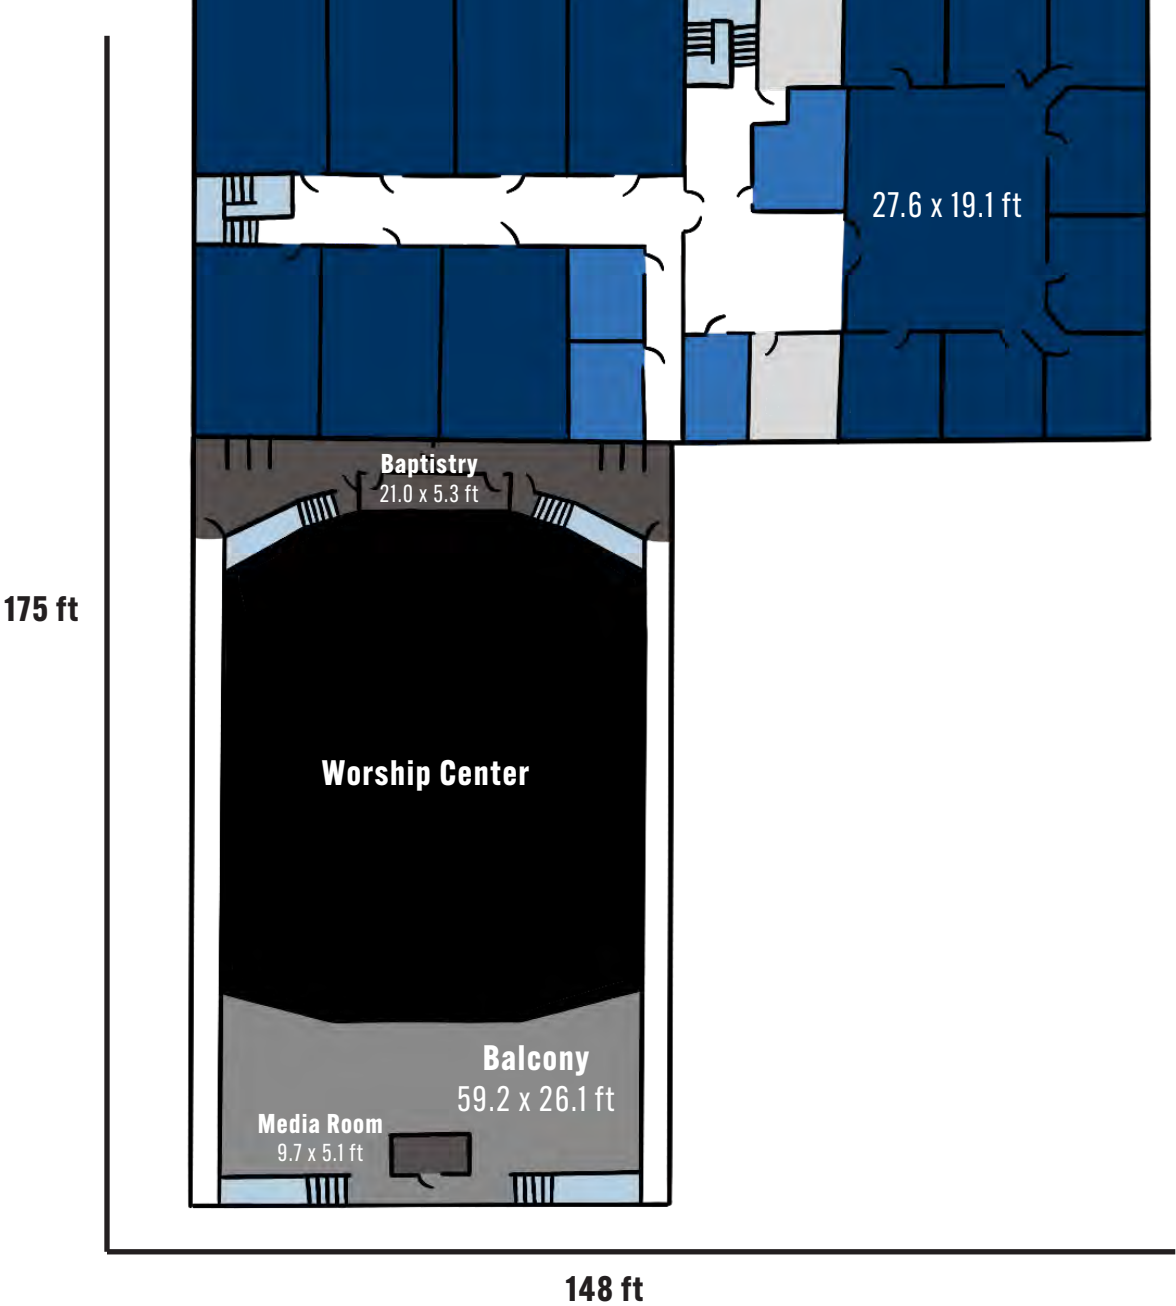 27.6 x 19.1 ft
Baptistry
21.0 x 5.3 ft
175 ft
Worship Center
Balcony
59.2 x 26.1 ft
Media Room
9.7 x 5.1 ft
148 ft